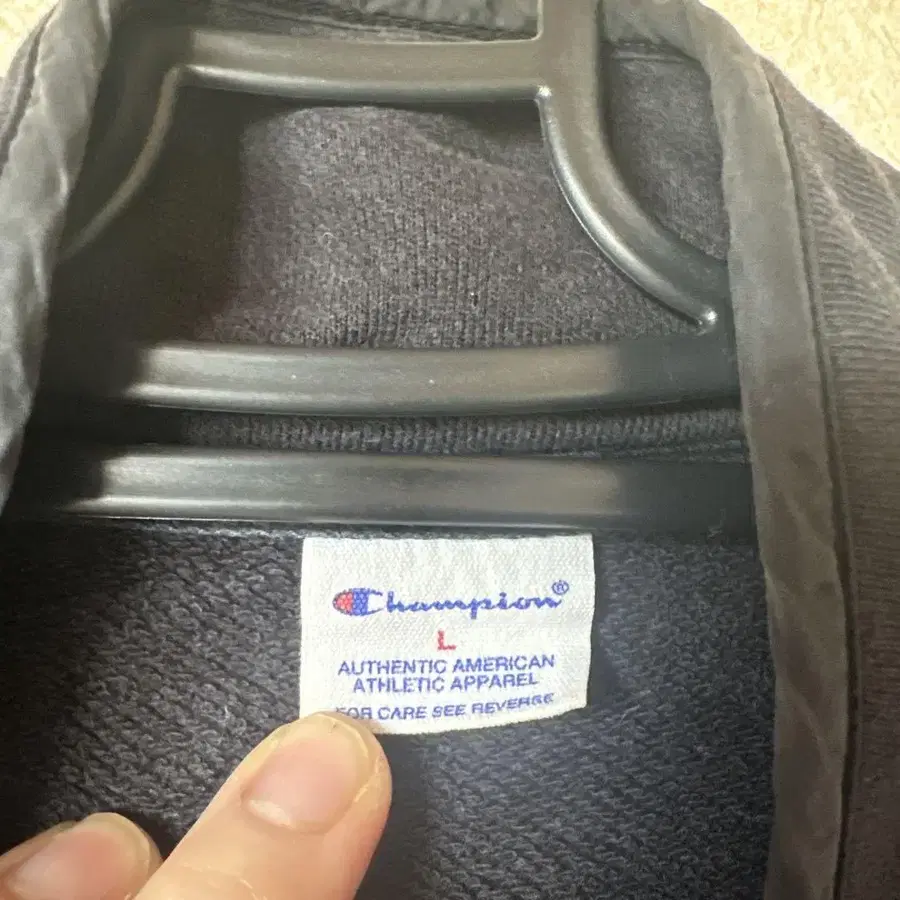 Champion®
L
AUTHENTIC AMERICAN
ATHLETIC APPAREL
FOR CARE SEE REVERSE